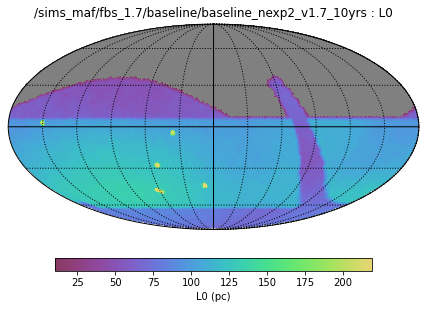 /sims_maf/fbs_1.7/baseline/baseline_nexp2_v1.7_10yrs : L0
25 50 75 100 125 150 175 200
L0 (pc)